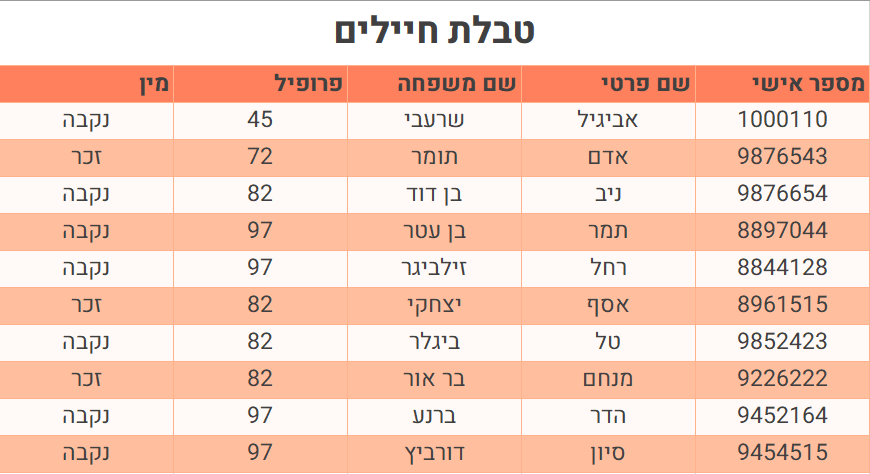 טבלת חיילים
מספר אישי שם פרטי שם משפחה פרופיל מין
1000110 אביגיל שרעבי 45 נקבה
9876543 אדם תומר 72 זכר
9876654 ניב בן דוד 82 נקבה
8897044 תמר בן עטר 97 נקבה
8844128 רחל זילביגר 97 נקבה
8961515 אסף יצחקי 82 זכר
9852423 טל ביגלר 82 נקבה
9226222 מנחם בר אור 82 זכר
9452164 הדר ברנע 97 נקבה
9454515 סיון דורביץ 97 נקבה